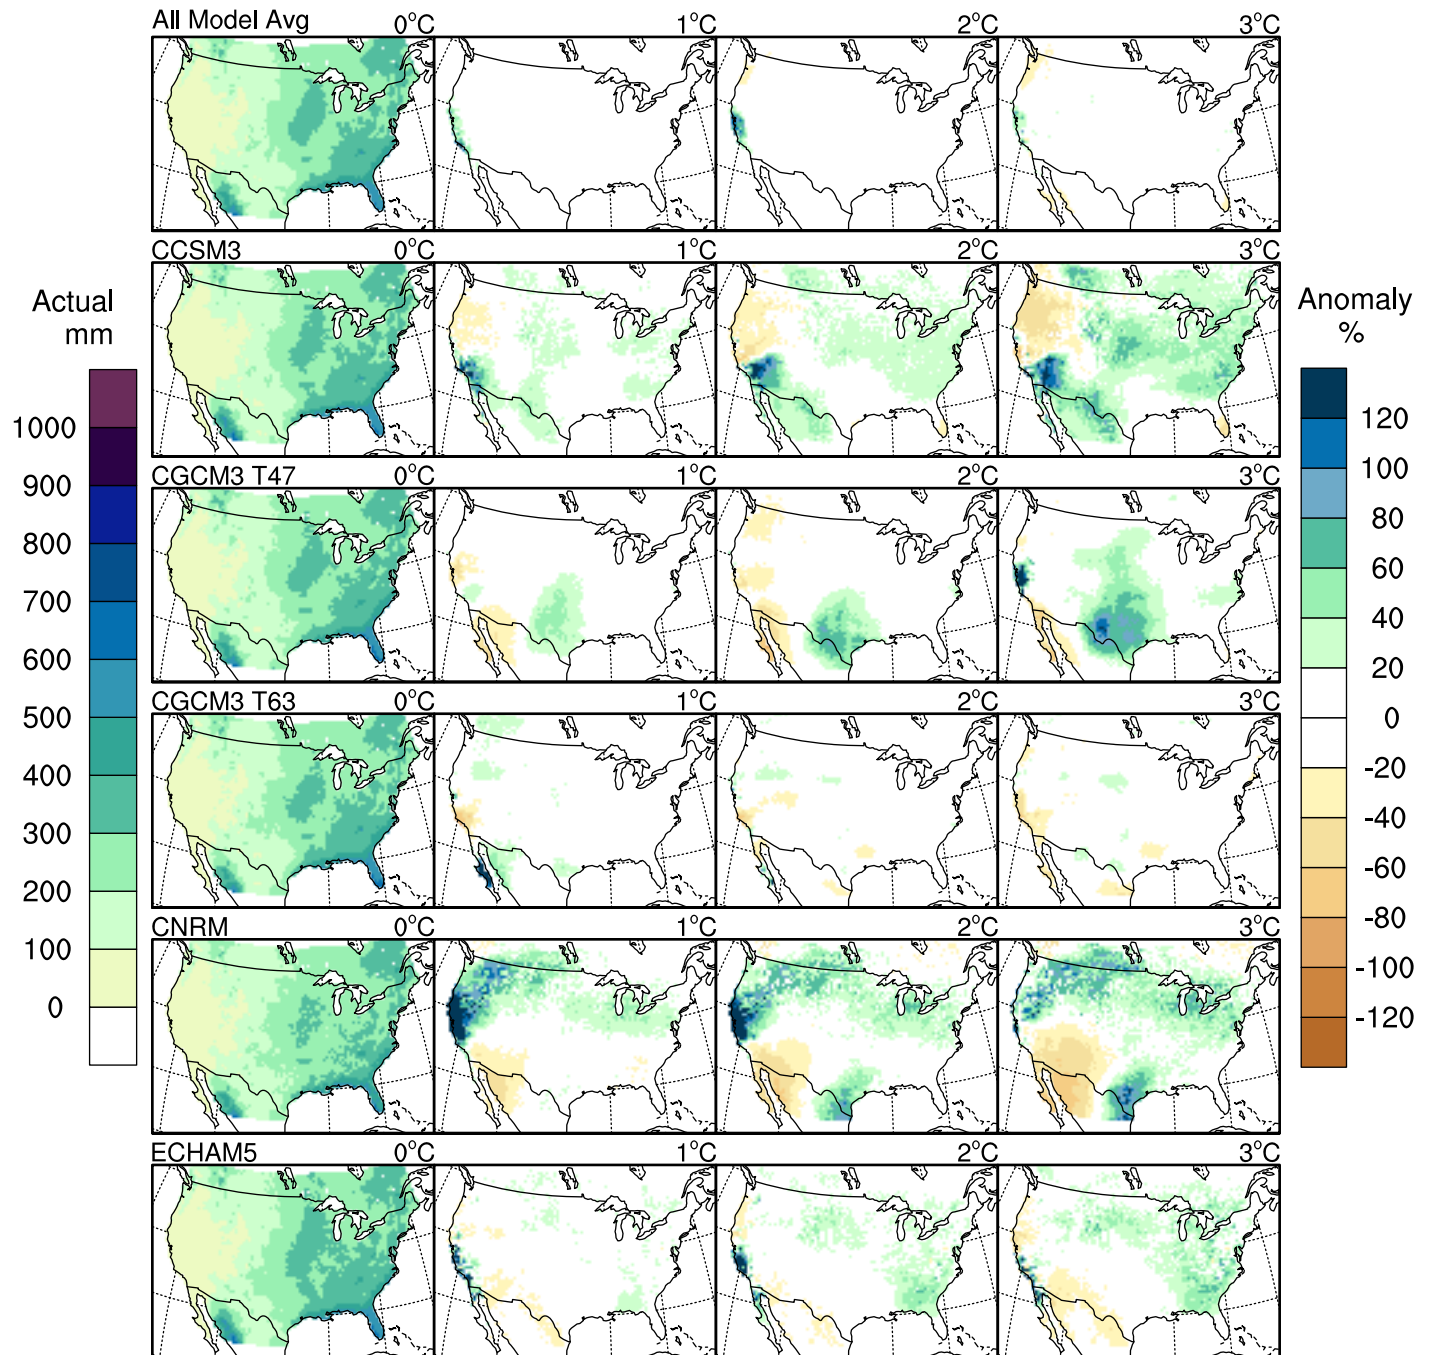 All Model Avg 0°C 1°C 2°C 3°C
CCSM3 0°C 1°C 2°C 3°C
CGCM3 T47 0°C 1°C 2°C 3°C
CGCM3 T63 0°C 1°C 2°C 3°C
CNRM 0°C 1°C 2°C 3°C
ECHAM5 0°C 1°C 2°C 3°C
Actual
mm
1000
900
800
700
600
500
400
300
200
100
0
Anomaly
%
120
100
80
60
40
20
0
-20
-40
-60
-80
-100
-120